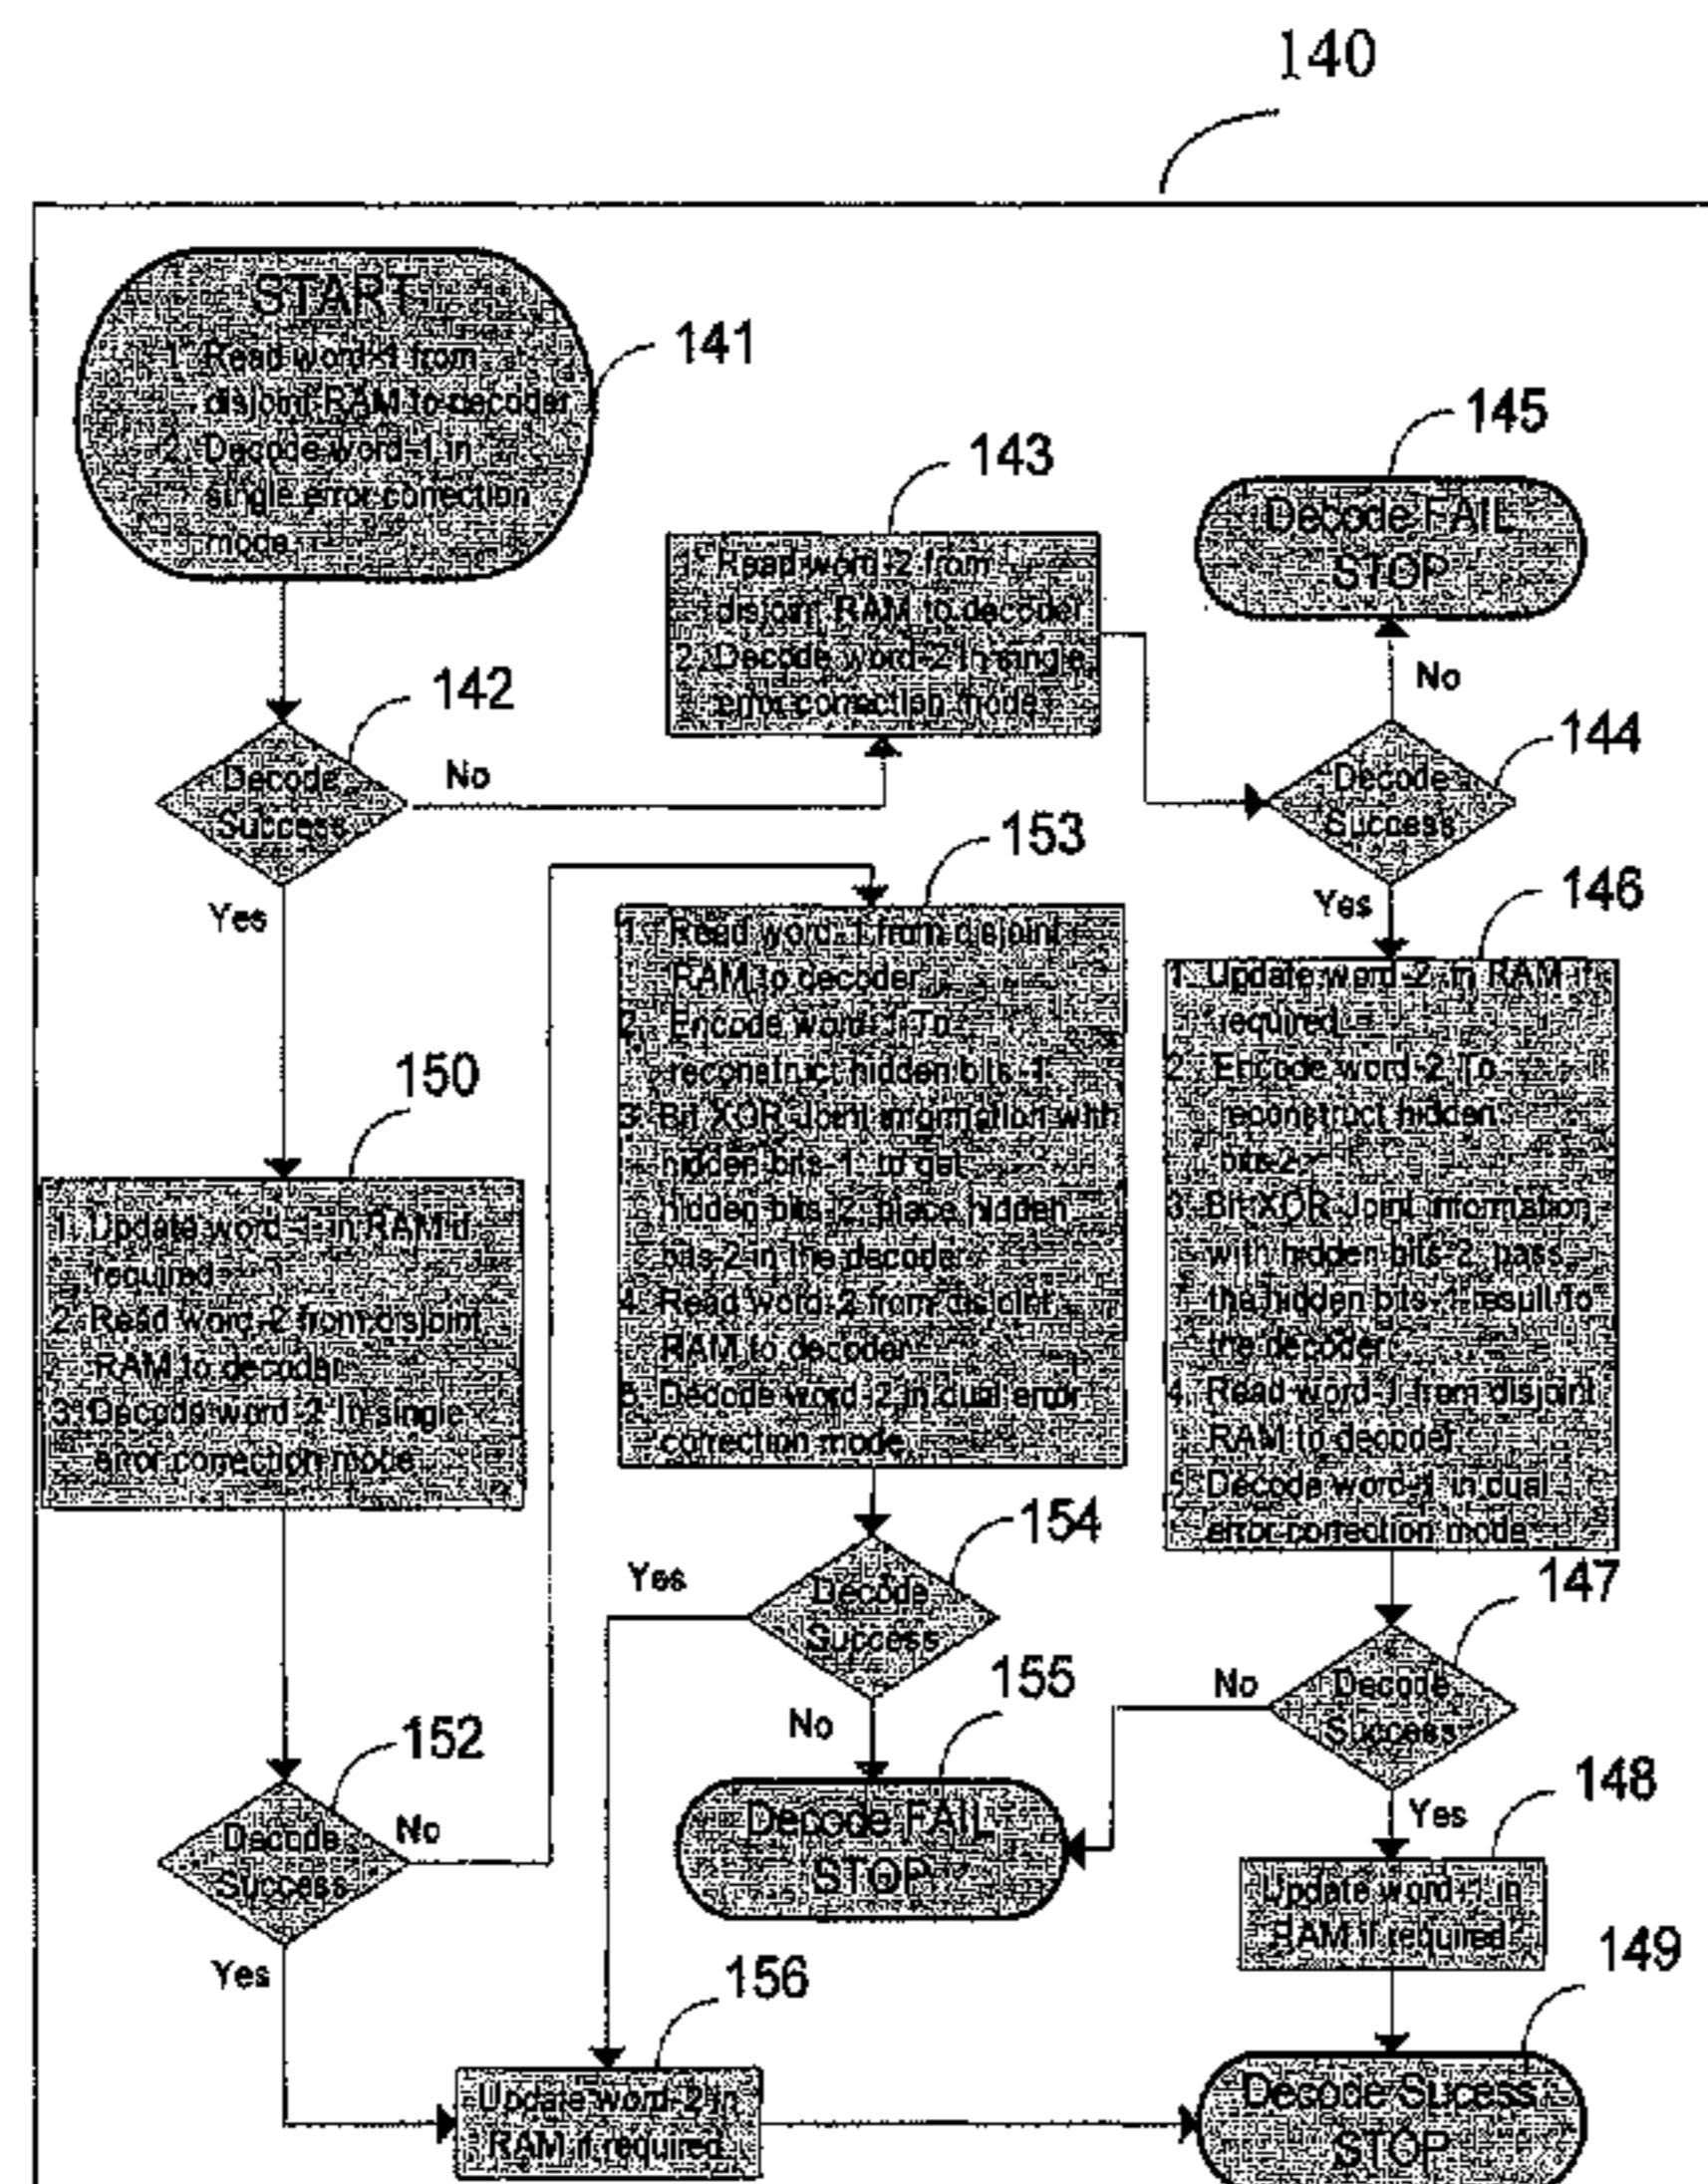 140
START
1. Read word-1 from
disjoint RAM to decoder
2. Decode word-1 in
single error correction
mode
141
142
Decode
Success
No
Yes
143
1. Read word-2 from
disjoint RAM to decoder
2. Decode word-2 In single
error correction mode
145
Decode FAIL
STOP
No
144
Decode
Success
Yes
146
1. Update word-2 in RAM if
required
2. Encode word-2 To
reconstruct hidden
bits-2
3. Bit XOR Joint information
with hidden bits-2, pass
the hidden bits-1 result to
the decoder
4. Read word-1 from disjoint
RAM to decoder
5. Decode word-1 in dual
error correction mode
153
1. Read word-1 from disjoint
RAM to decoder
2. Encode word-1 To
reconstruct hidden bits-1
3. Bit XOR Joint information with
hidden bits-1, to get
hidden bits-2, place hidden
bits-2 in the decoder
4. Read word-2 from disjoint
RAM to decoder
5. Decode word-2 in dual error
correction mode
150
1. Update word-1 in RAM if
required
2. Read word-2 from disjoint
RAM to decoder
3. Decode word-2 In single
error correction mode
154
Decode
Success
Yes
No
147
Decode
Success
No
Yes
155
Decode FAIL
STOP
152
Decode
Success
No
Yes
148
Update word-1 in
RAM if required
156
Update word-2 in
RAM if required
149
Decode Sucess
STOP